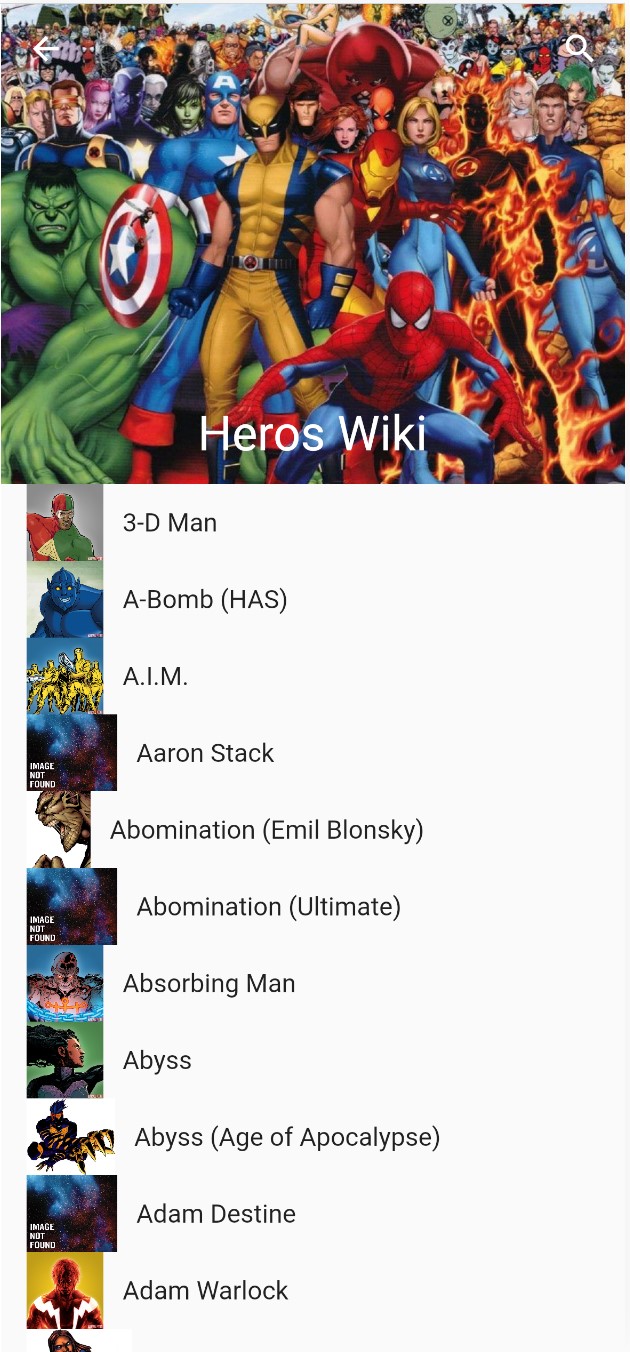 Heros Wiki
3-D Man
A-Bomb (HAS)
A.I.M.
IMAGE
NOT
FOUND
Aaron Stack
Abomination (Emil Blonsky)
IMAGE
NOT
FOUND
Abomination (Ultimate)
Absorbing Man
Abyss
Abyss (Age of Apocalypse)
IMAGE
NOT
FOUND
Adam Destine
Adam Warlock